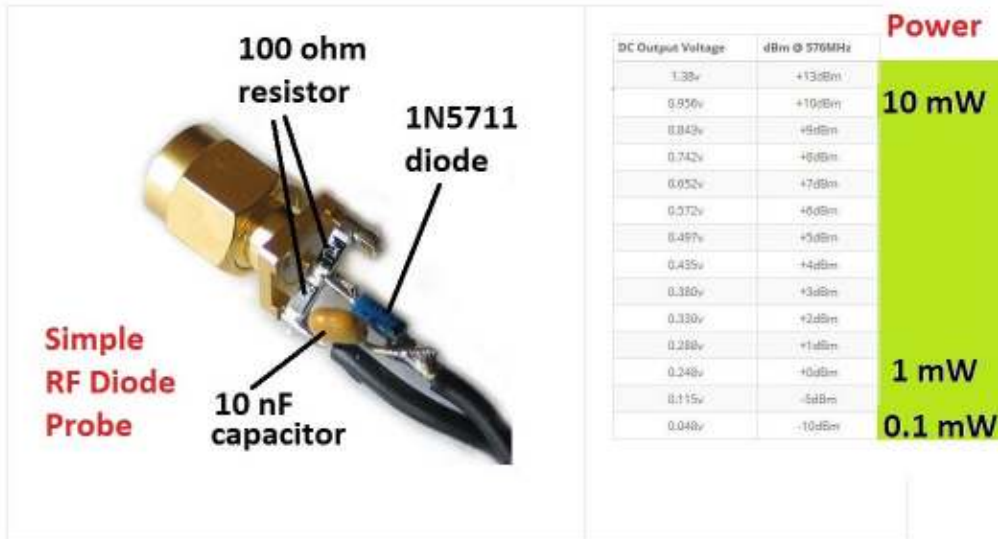 100 ohm
resistor
1N5711
diode
Simple
RF Diode
Probe
10 nF
capacitor
Power
DC Output Voltage dBm @ 576MHz
1.38v +13dBm
0.956v +10dBm 10 mW
0.843v +9dBm
0.742v +8dBm
0.652v +7dBm
0.572v +6dBm
0.497v +5dBm
0.435v +4dBm
0.380v +3dBm
0.330v +2dBm
0.288v +1dBm
0.248v +0dBm 1 mW
0.115v -5dBm
0.048v -10dBm 0.1 mW